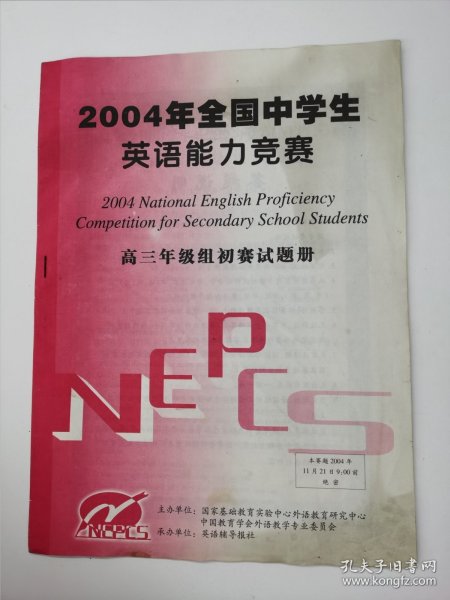 2004年全国中学生
英语能力竞赛
2004 National English Proficiency
Competition for Secondary School Students
高三年级组初赛试题册
NEPCS
本赛题2004年
11月21日9:00前
绝密
NEPCS
主办单位：国家基础教育实验中心外语教育研究中心
中国教育学会外语教学专业委员会
承办单位：英语辅导报社
孔夫子旧书网
www.kongfz.com